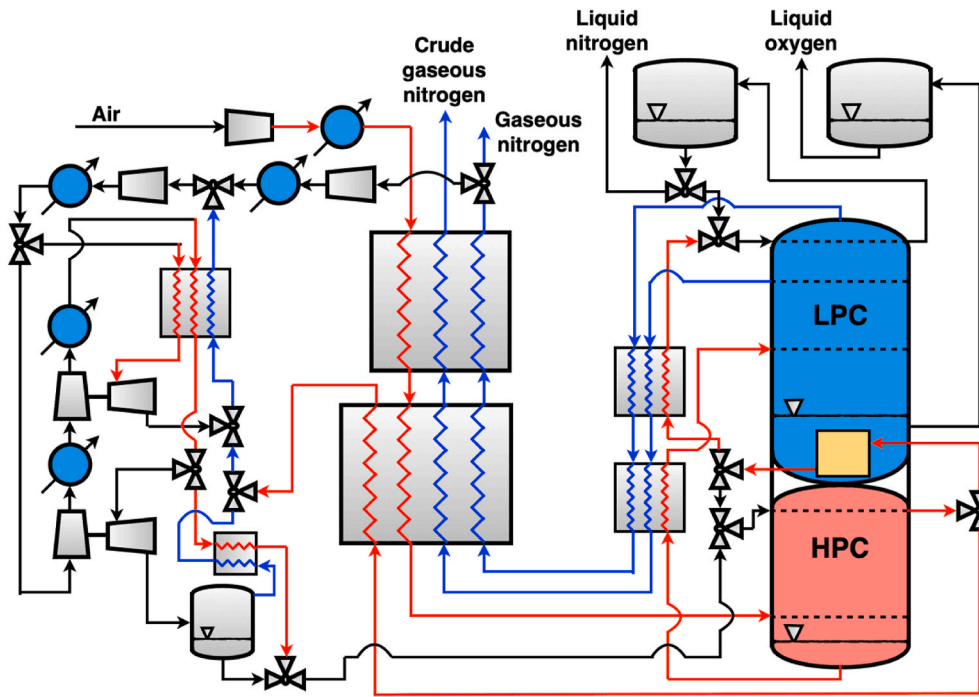 Liquid
nitrogen
Liquid
oxygen
Crude
gaseous
nitrogen
Air
Gaseous
nitrogen
LPC
HPC